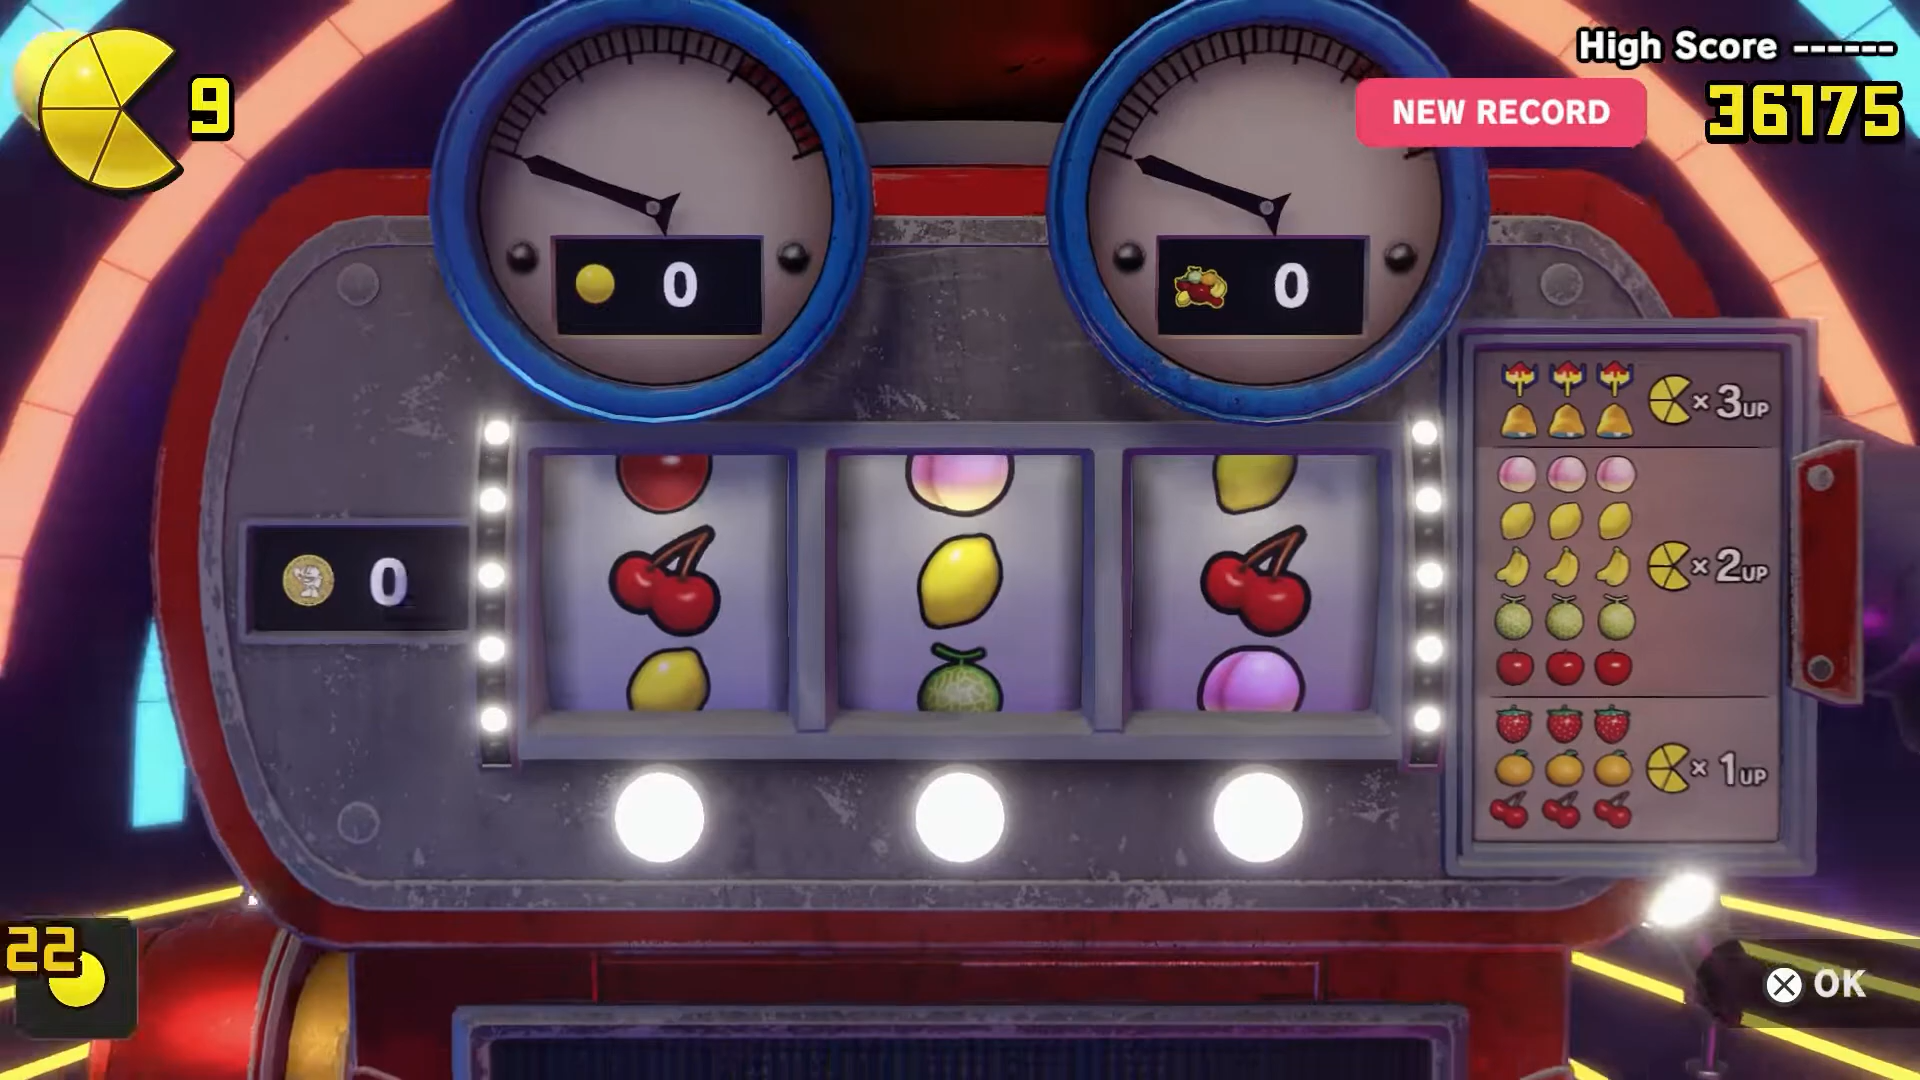 High Score ------
9
NEW RECORD
36175
0
0
× 3UP
0
× 2UP
× 1UP
22
OK